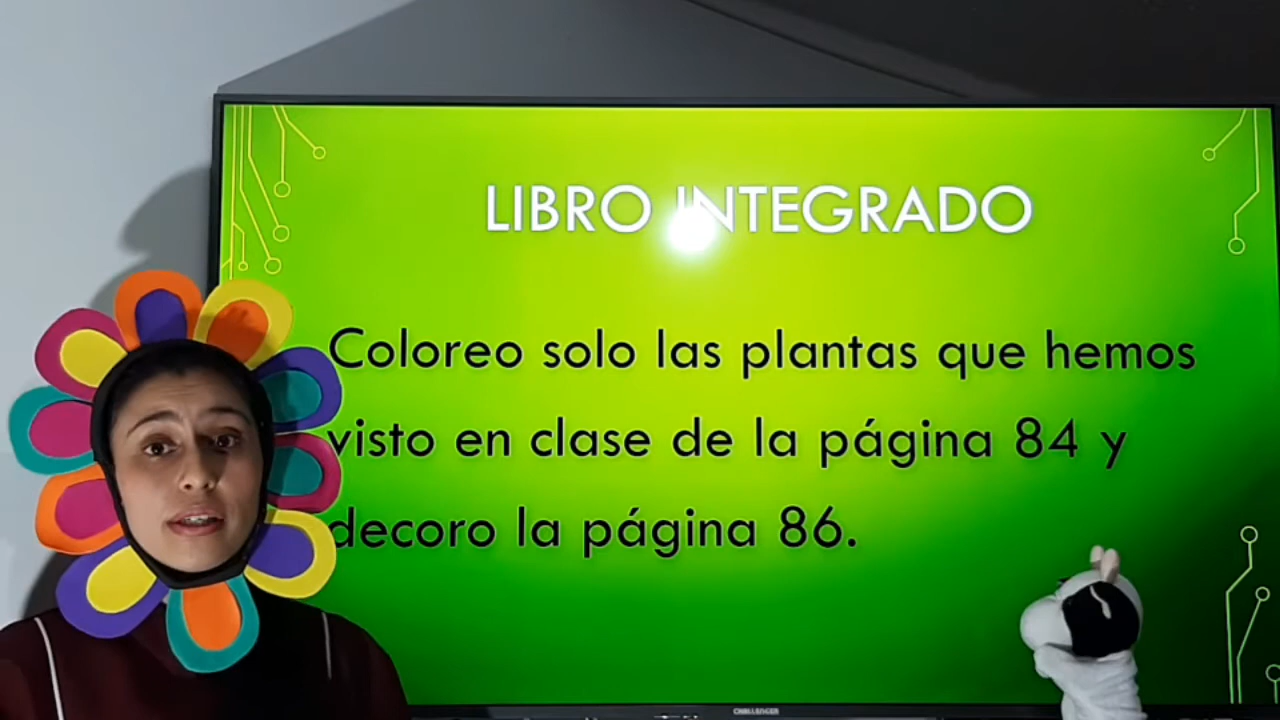 LIBRO INTEGRADO
Coloreo solo las plantas que hemos
visto en clase de la página 84 y
decoro la página 86.
CHALLENGER